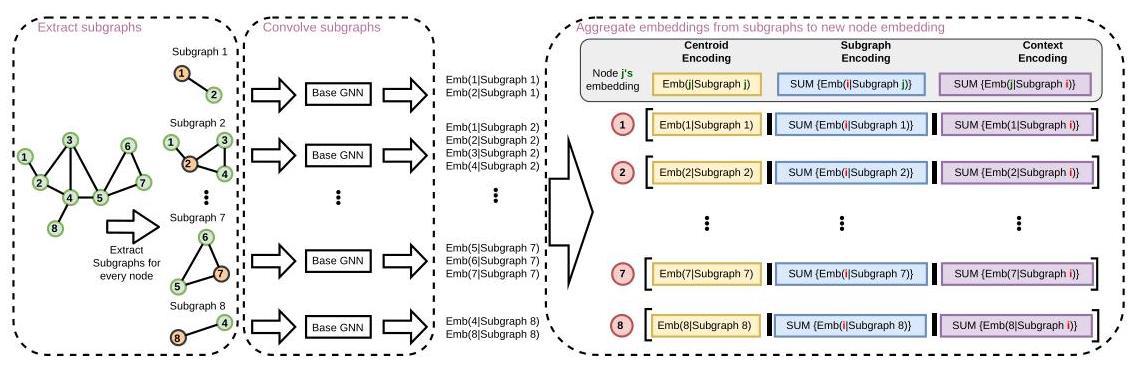 Extract subgraphs
Subgraph 1
1
2
Subgraph 2
1
3
2
4
1
3
6
2
4
5
7
8
Extract
Subgraphs for
every node
Subgraph 7
6
7
5
Subgraph 8
4
8
Convolve subgraphs
Base GNN
Base GNN
Base GNN
Base GNN
Emb(1|Subgraph 1)
Emb(2|Subgraph 1)
Emb(1|Subgraph 2)
Emb(2|Subgraph 2)
Emb(3|Subgraph 2)
Emb(4|Subgraph 2)
Emb(5|Subgraph 7)
Emb(6|Subgraph 7)
Emb(7|Subgraph 7)
Emb(4|Subgraph 8)
Emb(8|Subgraph 8)
Aggregate embeddings from subgraphs to new node embedding
Centroid
Encoding
Subgraph
Encoding
Context
Encoding
Node j's
embedding
Emb(j|Subgraph j)
SUM {Emb(i|Subgraph j)}
SUM {Emb(j|Subgraph i)}
1
Emb(1|Subgraph 1)
SUM {Emb(i|Subgraph 1)}
SUM {Emb(1|Subgraph i)}
2
Emb(2|Subgraph 2)
SUM {Emb(i|Subgraph 2)}
SUM {Emb(2|Subgraph i)}
7
Emb(7|Subgraph 7)
SUM {Emb(i|Subgraph 7)}
SUM {Emb(7|Subgraph i)}
8
Emb(8|Subgraph 8)
SUM {Emb(i|Subgraph 8)}
SUM {Emb(8|Subgraph i)}